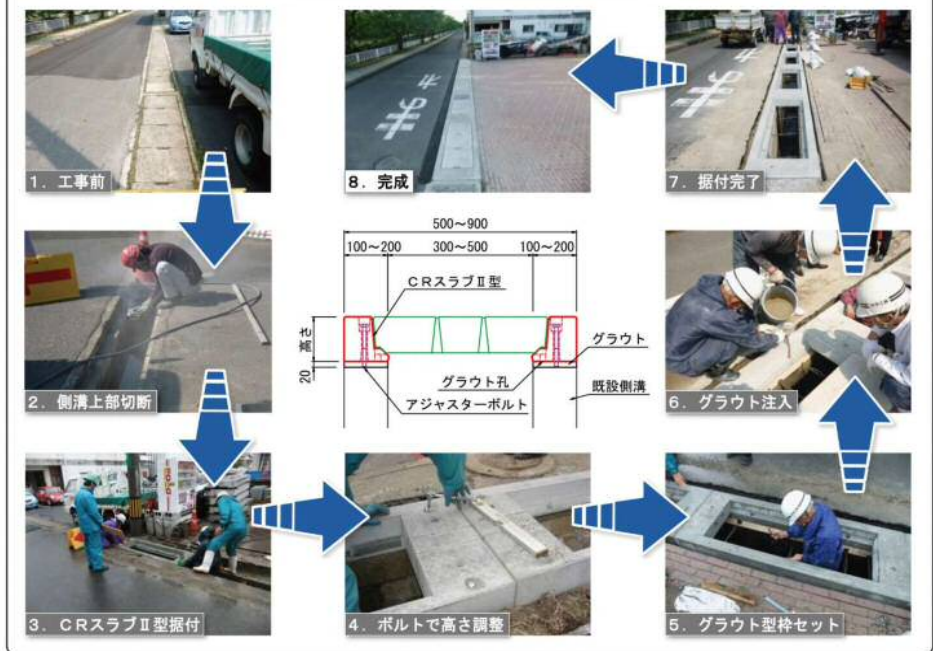 1．工事前
8．完成
7．据付完了
500～900
100～200
300～500
100～200
CRスラブⅡ型
高さ
20
グラウト
グラウト孔
アジャスターボルト
既設側溝
2．側溝上部切断
6．グラウト注入
3．CRスラブⅡ型据付
4．ボルトで高さ調整
5．グラウト型枠セット